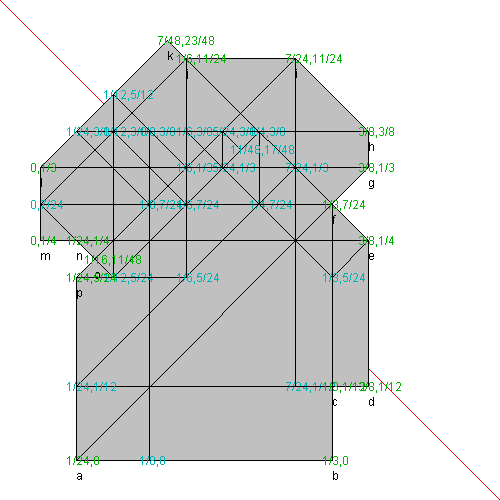 7/48,23/48
k
1/6,11/24
j
7/24,11/24
i
1/12,5/12
1/24,3/8
1/12,3/8
1/8,3/8
1/6,3/8
5/24,3/8
1/4,3/8
3/8,3/8
h
11/48,17/48
0,1/3
l
1/6,1/3
5/24,1/3
7/24,1/3
3/8,1/3
g
0,7/24
1/8,7/24
1/6,7/24
1/4,7/24
1/3,7/24
f
0,1/4
m
1/24,1/4
n
3/8,1/4
e
1/16,11/48
o
1/24,5/24
p
1/12,5/24
1/6,5/24
1/3,5/24
1/24,1/12
7/24,1/12
1/3,1/12
c
3/8,1/12
d
1/24,0
a
1/8,0
1/3,0
b